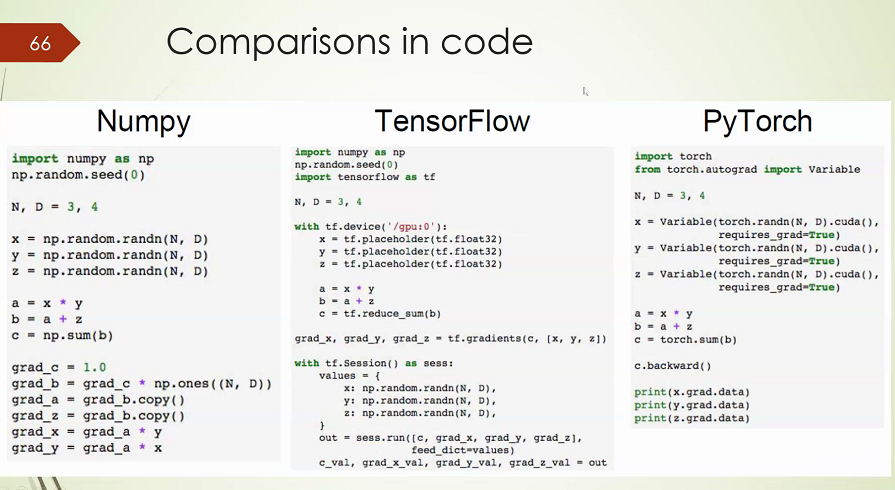 66
Comparisons in code
Numpy
import numpy as np
np.random.seed(0)
N, D = 3, 4
x = np.random.randn(N, D)
y = np.random.randn(N, D)
z = np.random.randn(N, D)
a = x * y
b = a + z
c = np.sum(b)
grad_c = 1.0
grad_b = grad_c * np.ones((N, D))
grad_a = grad_b.copy()
grad_z = grad_b.copy()
grad_x = grad_a * y
grad_y = grad_a * x
TensorFlow
import numpy as np
np.random.seed(0)
import tensorflow as tf
N, D = 3, 4
with tf.device('/gpu:0'):
x = tf.placeholder(tf.float32)
y = tf.placeholder(tf.float32)
z = tf.placeholder(tf.float32)
a = x * y
b = a + z
c = tf.reduce_sum(b)
grad_x, grad_y, grad_z = tf.gradients(c, [x, y, z])
with tf.Session() as sess:
values = {
x: np.random.randn(N, D),
y: np.random.randn(N, D),
z: np.random.randn(N, D),
}
out = sess.run([c, grad_x, grad_y, grad_z],
feed_dict=values)
c_val, grad_x_val, grad_y_val, grad_z_val = out
PyTorch
import torch
from torch.autograd import Variable
N, D = 3, 4
x = Variable(torch.randn(N, D).cuda(),
requires_grad=True)
y = Variable(torch.randn(N, D).cuda(),
requires_grad=True)
z = Variable(torch.randn(N, D).cuda(),
requires_grad=True)
a = x * y
b = a + z
c = torch.sum(b)
c.backward()
print(x.grad.data)
print(y.grad.data)
print(z.grad.data)